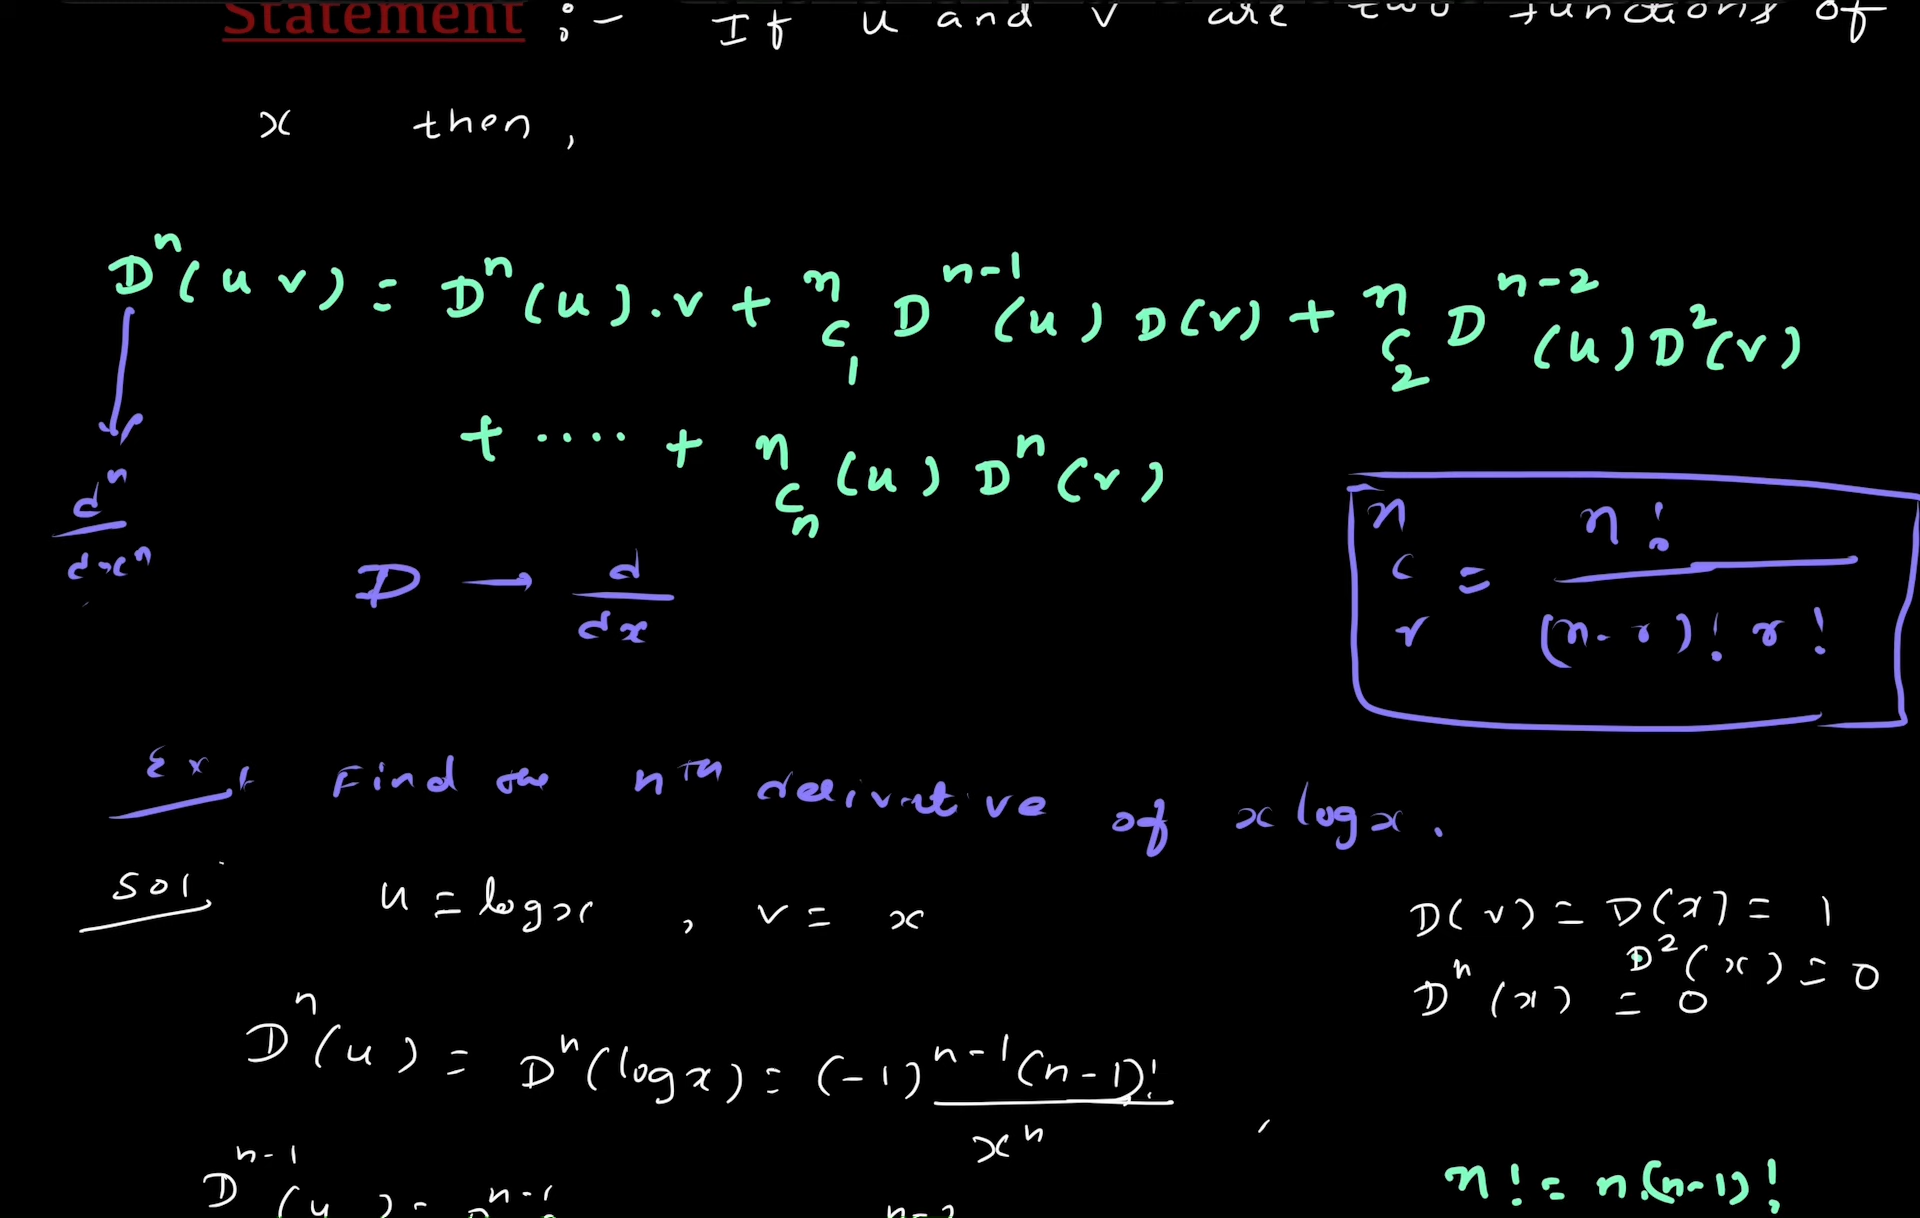 Statement :- If u and v are two functions of
x then,
Dⁿ(uv) = Dⁿ(u).v + ⁿC₁ Dⁿ⁻¹(u) D(v) + ⁿC₂ Dⁿ⁻²(u) D²(v)
+ .... + ⁿCₙ (u) Dⁿ(v)
dⁿ/dxⁿ
D → d/dx
ⁿCᵣ = n!/(n-r)! r!
Ex, Find the nᵗʰ derivative of x log x.
Sol, u = log x , v = x
D(v) = D(x) = 1
D²(x) = 0
Dⁿ(x) = 0
Dⁿ(u) = Dⁿ(log x) = (-1)ⁿ⁻¹ (n-1)!/xⁿ ,
n! = n.(n-1)!
Dⁿ⁻¹(u) =